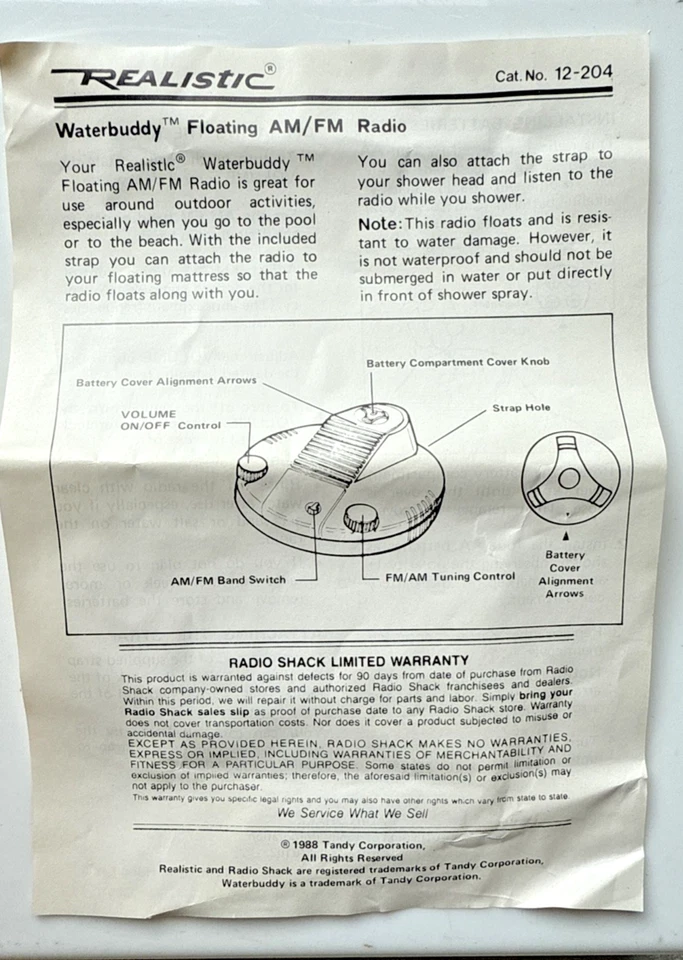 REALISTIC®
Cat. No. 12-204
Waterbuddy™ Floating AM/FM Radio
Your Realistic® Waterbuddy™
Floating AM/FM Radio is great for
use around outdoor activities,
especially when you go to the pool
or to the beach. With the included
strap you can attach the radio to
your floating mattress so that the
radio floats along with you.
You can also attach the strap to
your shower head and listen to the
radio while you shower.
Note: This radio floats and is resis-
tant to water damage. However, it
is not waterproof and should not be
submerged in water or put directly
in front of shower spray.
Battery Compartment Cover Knob
Battery Cover Alignment Arrows
Strap Hole
VOLUME
ON/OFF Control
AM/FM Band Switch
FM/AM Tuning Control
Battery
Cover
Alignment
Arrows
RADIO SHACK LIMITED WARRANTY
This product is warranted against defects for 90 days from date of purchase from Radio
Shack company-owned stores and authorized Radio Shack franchisees and dealers.
Within this period, we will repair it without charge for parts and labor. Simply bring your
Radio Shack sales slip as proof of purchase date to any Radio Shack store. Warranty
does not cover transportation costs. Nor does it cover a product subjected to misuse or
accidental damage.
EXCEPT AS PROVIDED HEREIN, RADIO SHACK MAKES NO WARRANTIES,
EXPRESS OR IMPLIED, INCLUDING WARRANTIES OF MERCHANTABILITY AND
FITNESS FOR A PARTICULAR PURPOSE. Some states do not permit limitation or
exclusion of implied warranties; therefore, the aforesaid limitation(s) or exclusion(s) may
not apply to the purchaser.
This warranty gives you specific legal rights and you may also have other rights which vary from state to state.
We Service What We Sell
® 1988 Tandy Corporation,
All Rights Reserved
Realistic and Radio Shack are registered trademarks of Tandy Corporation,
Waterbuddy is a trademark of Tandy Corporation.